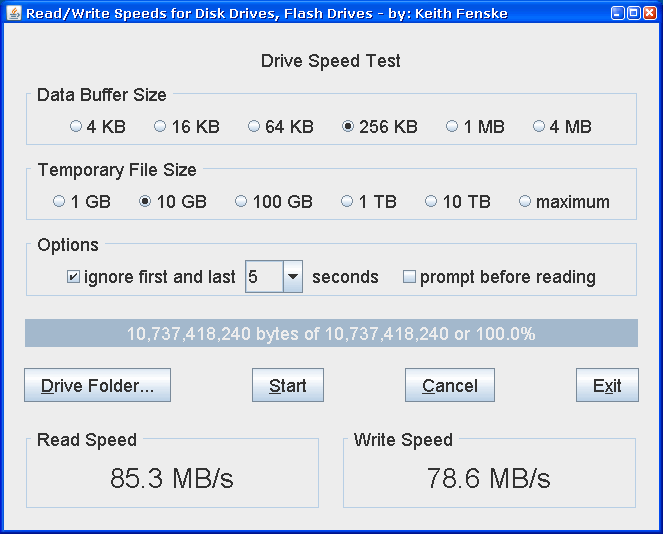 Read/Write Speeds for Disk Drives, Flash Drives - by: Keith Fenske
Drive Speed Test
Data Buffer Size
4 KB 16 KB 64 KB 256 KB 1 MB 4 MB
Temporary File Size
1 GB 10 GB 100 GB 1 TB 10 TB maximum
Options
ignore first and last 5 seconds prompt before reading
10,737,418,240 bytes of 10,737,418,240 or 100.0%
Drive Folder... Start Cancel Exit
Read Speed Write Speed
85.3 MB/s 78.6 MB/s